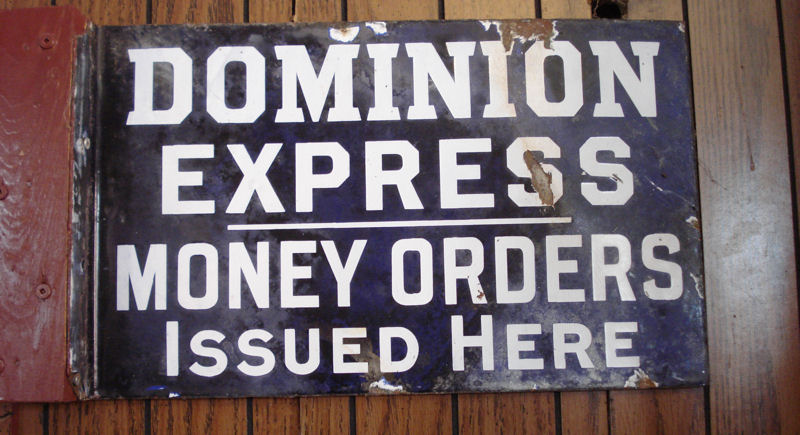 DOMINION
EXPRESS
MONEY ORDERS
ISSUED HERE